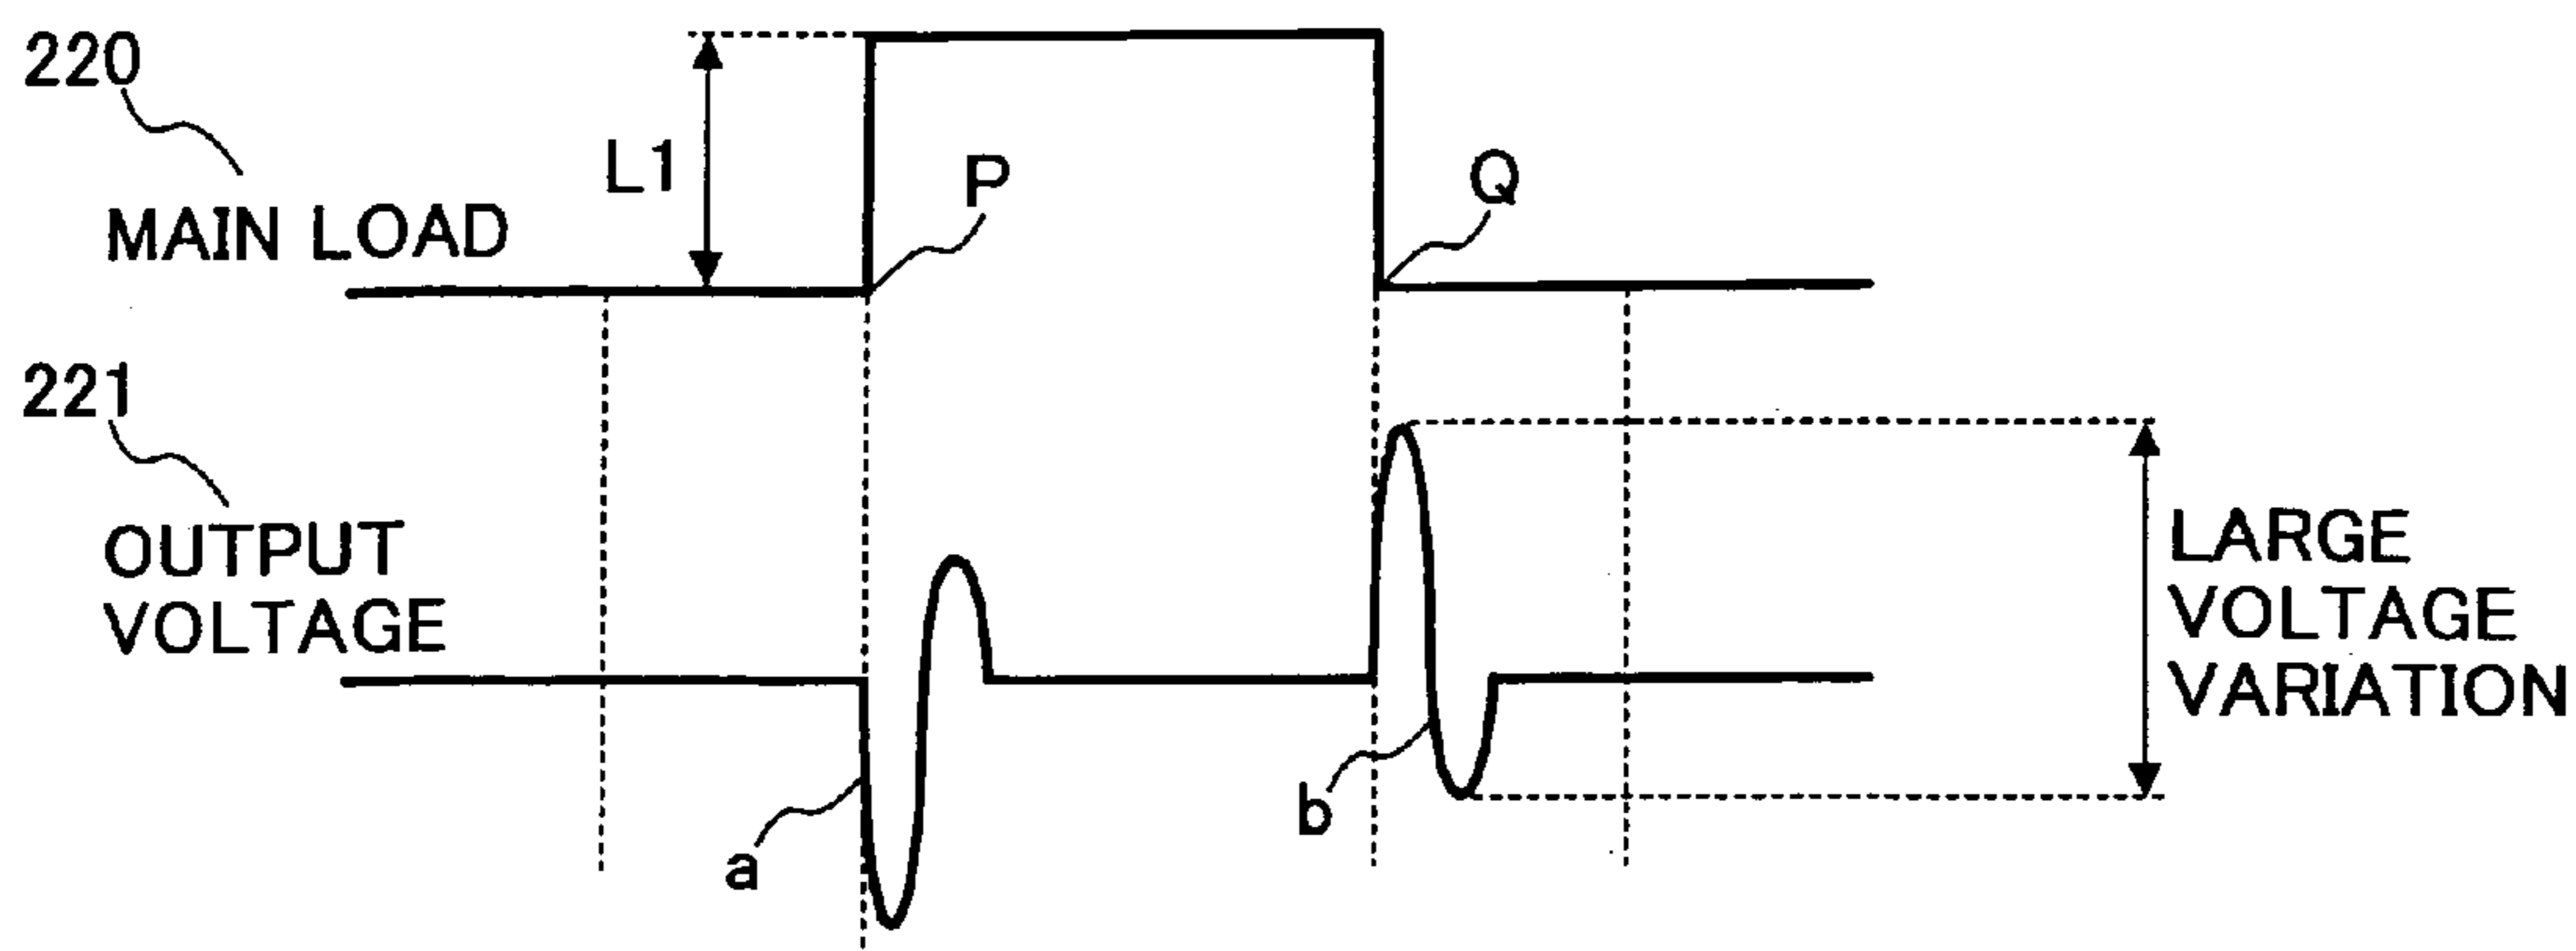 220
MAIN LOAD
L1
P
Q
221
OUTPUT
VOLTAGE
a
b
LARGE
VOLTAGE
VARIATION